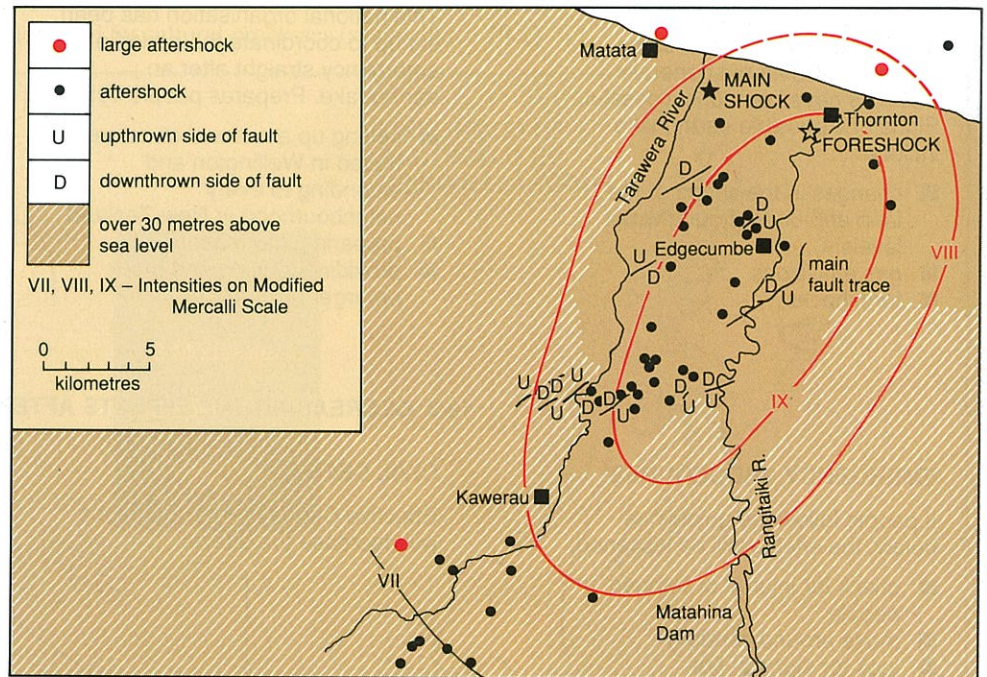 large aftershock
aftershock
U upthrown side of fault
D downthrown side of fault
over 30 metres above
sea level
VII, VIII, IX – Intensities on Modified
Mercalli Scale
0 5
kilometres
Matata
MAIN
SHOCK
Tarawera River
Thornton
FORESHOCK
D
U
D
U
Edgecumbe
VIII
U
D
main
fault trace
D
U
U
D
D
U
U
D
D
U
D
U
D
U
IX
Kawerau
Rangitaiki R.
VII
Matahina
Dam